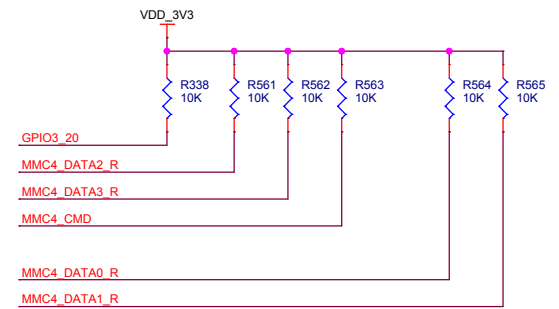 VDD_3V3
R338 R561 R562 R563 R564 R565
10K 10K 10K 10K 10K 10K
GPIO3_20
MMC4_DATA2_R
MMC4_DATA3_R
MMC4_CMD
MMC4_DATA0_R
MMC4_DATA1_R